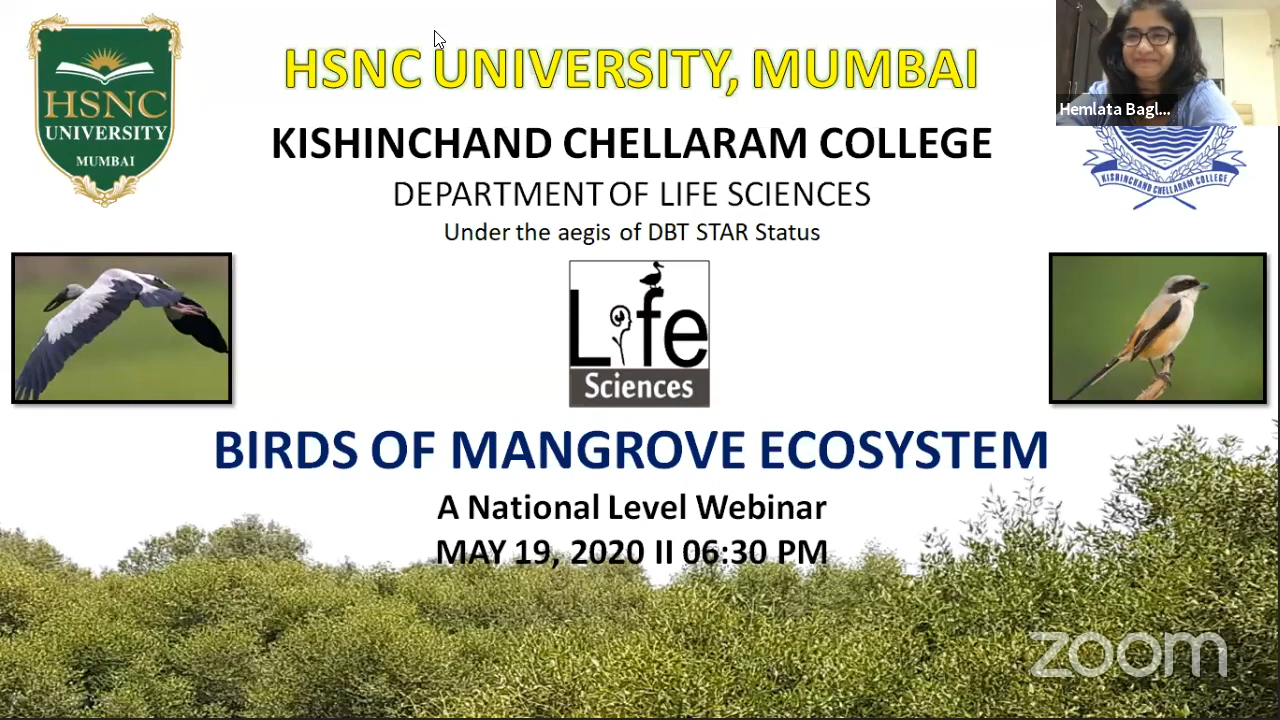 HSNC UNIVERSITY, MUMBAI
KISHINCHAND CHELLARAM COLLEGE
DEPARTMENT OF LIFE SCIENCES
Under the aegis of DBT STAR Status
HSNC
UNIVERSITY
MUMBAI
Hemlata Bagl...
KISHINCHAND CHELLARAM COLLEGE
Life
Sciences
BIRDS OF MANGROVE ECOSYSTEM
A National Level Webinar
MAY 19, 2020 II 06:30 PM
zoom